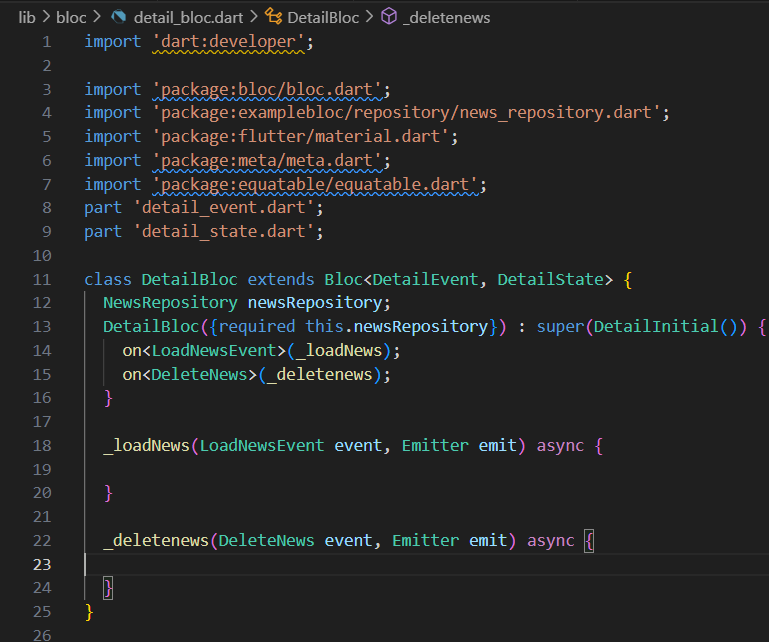 lib > bloc > detail_bloc.dart > DetailBloc > _deletenews
1 import 'dart:developer';
2
3 import 'package:bloc/bloc.dart';
4 import 'package:examplebloc/repository/news_repository.dart';
5 import 'package:flutter/material.dart';
6 import 'package:meta/meta.dart';
7 import 'package:equatable/equatable.dart';
8 part 'detail_event.dart';
9 part 'detail_state.dart';
10
11 class DetailBloc extends Bloc<DetailEvent, DetailState> {
12   NewsRepository newsRepository;
13   DetailBloc({required this.newsRepository}) : super(DetailInitial()) {
14     on<LoadNewsEvent>(_loadNews);
15     on<DeleteNews>(_deletenews);
16   }
17
18   _loadNews(LoadNewsEvent event, Emitter emit) async {
19
20   }
21
22   _deletenews(DeleteNews event, Emitter emit) async {
23
24   }
25 }
26